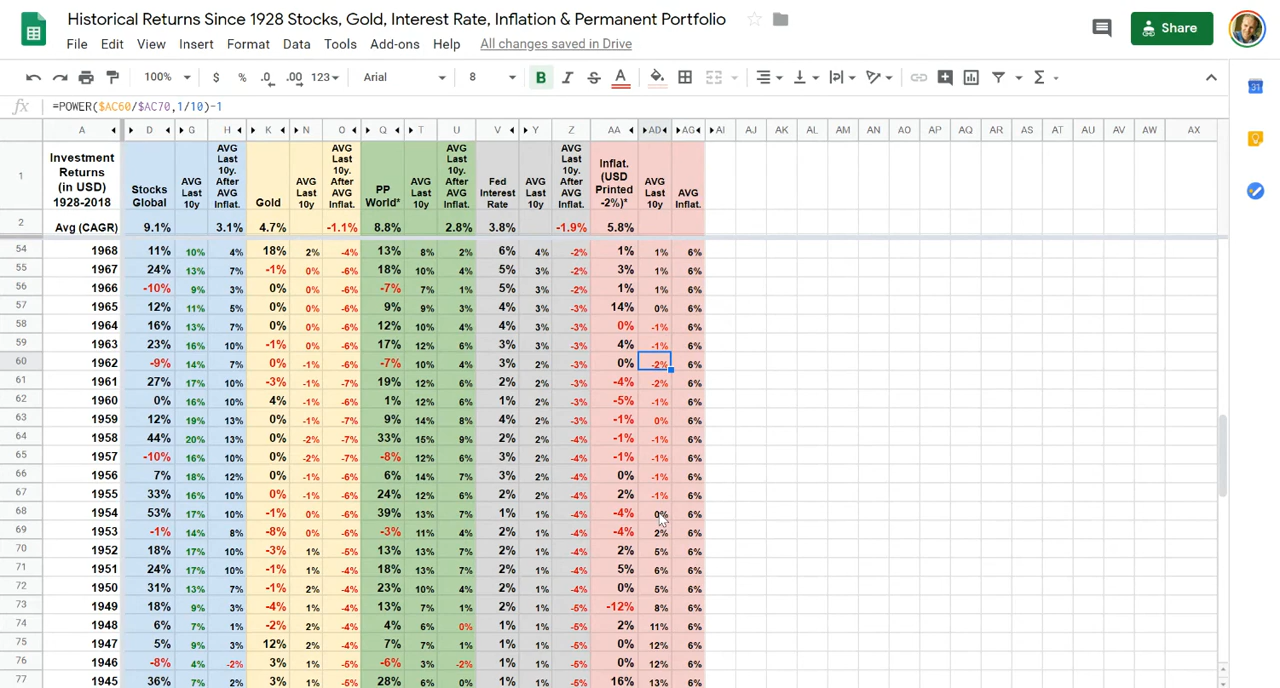 Historical Returns Since 1928 Stocks, Gold, Interest Rate, Inflation & Permanent Portfolio
File Edit View Insert Format Data Tools Add-ons Help All changes saved in Drive
Share
100% $ % .0 .00 123 Arial 8 B I S A
fx =POWER($AC60/$AC70,1/10)-1
A D G H K N O Q T U V Y Z AA AD AG AI AJ AK AL AM AN AO AP AQ AR AS AT AU AV AW AX
1 Investment Returns (in USD) 1928-2018 Stocks Global AVG Last 10y AVG Last 10y. After AVG Inflat. Gold AVG Last 10y AVG Last 10y. After AVG Inflat. PP World² AVG Last 10y AVG Last 10y. After AVG Inflat. Fed Interest Rate AVG Last 10y AVG Last 10y. After AVG Inflat. Inflat. (USD Printed -2%)* AVG Last 10y AVG Inflat.
2 Avg (CAGR) 9.1% 3.1% 4.7% -1.1% 8.8% 2.8% 3.8% -1.9% 5.8%
54 1968 11% 10% 4% 18% 2% -4% 13% 8% 2% 6% 4% -2% 1% 1% 6%
55 1967 24% 13% 7% -1% 0% -6% 18% 10% 4% 5% 3% -2% 3% 1% 6%
56 1966 -10% 9% 3% 0% 0% -6% -7% 7% 1% 5% 3% -2% 1% 1% 6%
57 1965 12% 11% 5% 0% 0% -6% 9% 9% 3% 4% 3% -3% 14% 0% 6%
58 1964 16% 13% 7% 0% 0% -6% 12% 10% 4% 4% 3% -3% 0% -1% 6%
59 1963 23% 16% 10% -1% 0% -6% 17% 12% 6% 3% 3% -3% 4% -1% 6%
60 1962 -9% 14% 7% 0% -1% -6% -7% 10% 4% 3% 2% -3% 0% -2% 6%
61 1961 27% 17% 10% -3% -1% -7% 19% 12% 6% 2% 2% -3% -4% -2% 6%
62 1960 0% 16% 10% 4% -1% -6% 1% 12% 6% 2% 2% -3% -5% -1% 6%
63 1959 12% 19% 13% 0% -1% -7% 9% 14% 8% 4% 2% -3% -1% 0% 6%
64 1958 44% 20% 13% 0% -2% -7% 33% 15% 9% 2% 2% -4% -1% -1% 6%
65 1957 -10% 16% 10% 0% -2% -7% -8% 12% 6% 3% 2% -4% -1% -1% 6%
66 1956 7% 18% 12% 0% -1% -6% 6% 14% 7% 3% 2% -4% 0% -1% 6%
67 1955 33% 16% 10% 0% -1% -6% 24% 12% 6% 2% 2% -4% 2% -1% 6%
68 1954 53% 17% 10% -1% 0% -6% 39% 13% 7% 1% 1% -4% -4% 0% 6%
69 1953 -1% 14% 8% -8% 0% -6% -3% 11% 4% 2% 1% -4% -4% 2% 6%
70 1952 18% 17% 10% -3% 1% -5% 13% 13% 7% 2% 1% -4% 2% 5% 6%
71 1951 24% 17% 10% -1% 1% -4% 18% 13% 7% 2% 1% -4% 5% 6% 6%
72 1950 31% 13% 7% -1% 2% -4% 23% 10% 4% 2% 1% -4% 0% 5% 6%
73 1949 18% 9% 3% -4% 1% -4% 13% 7% 1% 2% 1% -5% -12% 8% 6%
74 1948 6% 7% 1% -2% 2% -4% 4% 6% 0% 1% 1% -5% 2% 11% 6%
75 1947 5% 9% 3% 12% 2% -4% 7% 7% 1% 1% 1% -5% 0% 12% 6%
76 1946 -8% 4% -2% 3% 1% -5% -6% 3% -2% 1% 1% -5% 0% 12% 6%
77 1945 36% 7% 2% 3% 1% -5% 28% 6% 0% 1% 1% -5% 16% 13% 6%